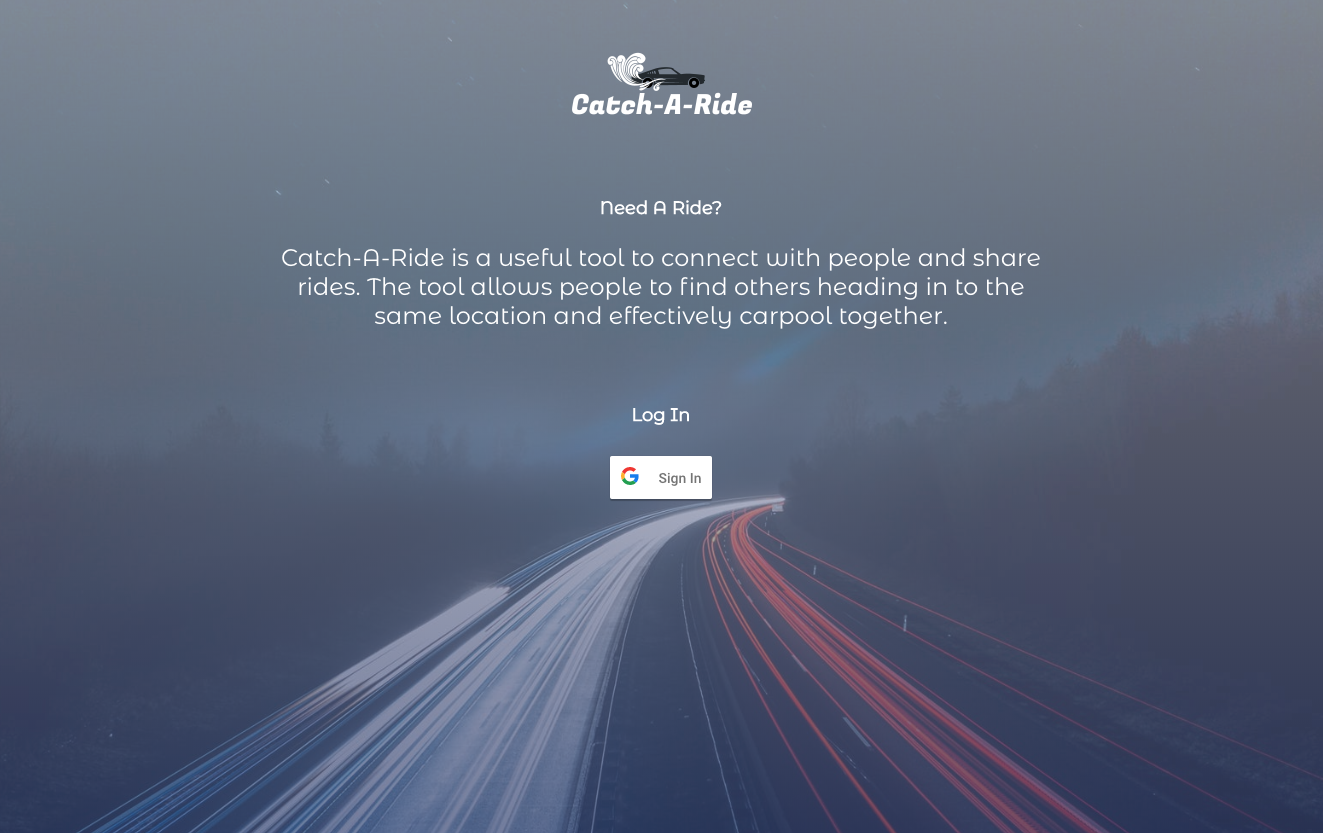 Catch-A-Ride
Need A Ride?
Catch-A-Ride is a useful tool to connect with people and share
rides. The tool allows people to find others heading in to the
same location and effectively carpool together.
Log In
Sign In